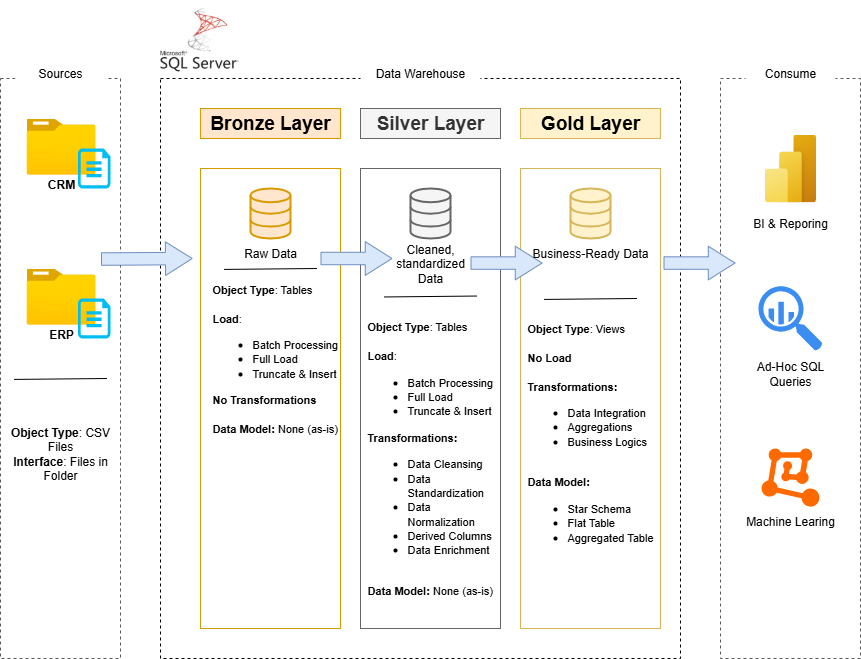 Microsoft®
SQL Server
Sources
Data Warehouse
Consume
CRM
ERP
Object Type: CSV
Files
Interface: Files in
Folder
Bronze Layer
Raw Data
Object Type: Tables
Load:
Batch Processing
Full Load
Truncate & Insert
No Transformations
Data Model: None (as-is)
Silver Layer
Cleaned,
standardized
Data
Object Type: Tables
Load:
Batch Processing
Full Load
Truncate & Insert
Transformations:
Data Cleansing
Data
Standardization
Data
Normalization
Derived Columns
Data Enrichment
Data Model: None (as-is)
Gold Layer
Business-Ready Data
Object Type: Views
No Load
Transformations:
Data Integration
Aggregations
Business Logics
Data Model:
Star Schema
Flat Table
Aggregated Table
BI & Reporting
Ad-Hoc SQL
Queries
Machine Learing